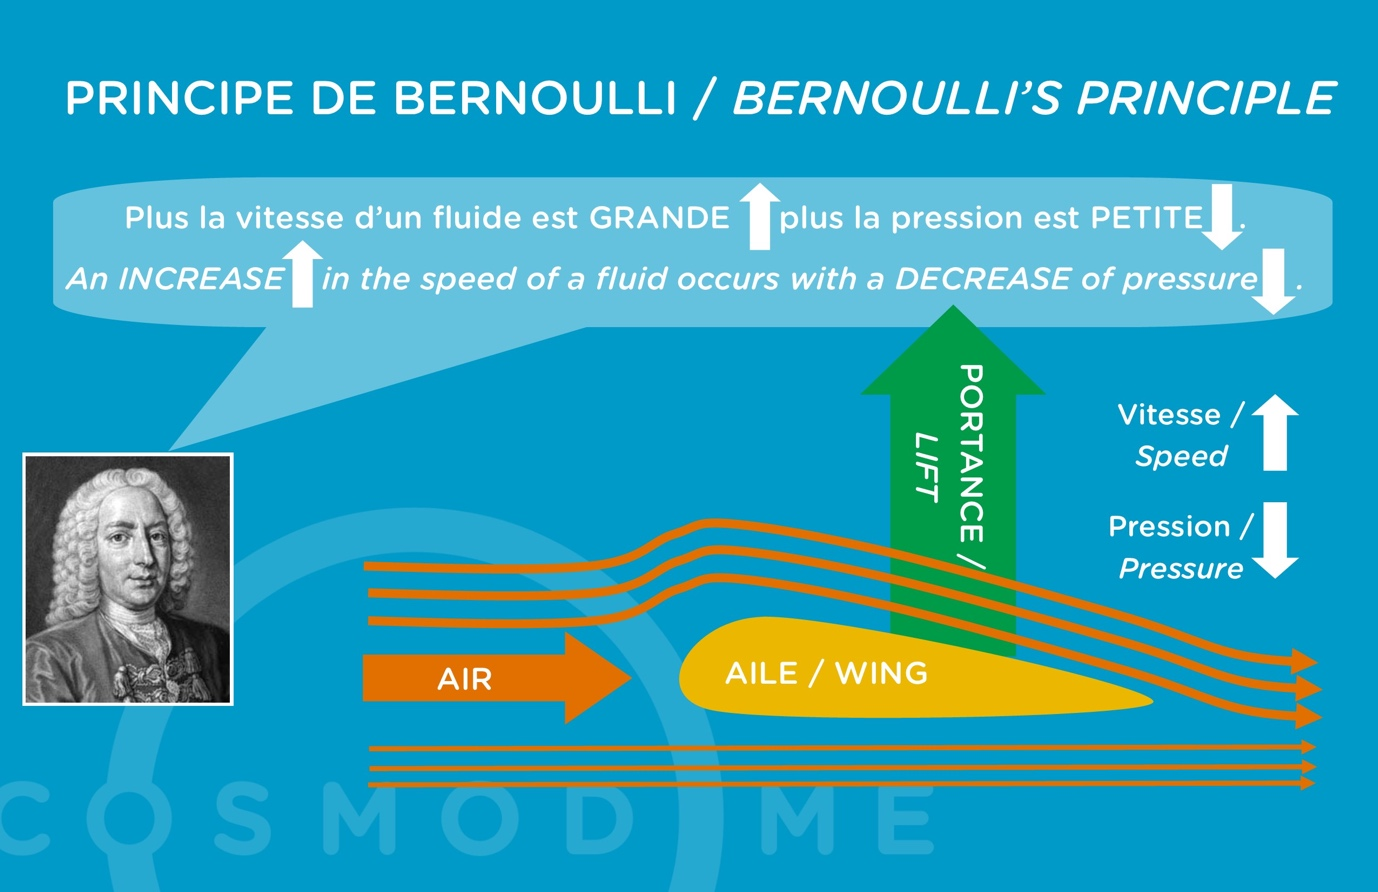 PRINCIPE DE BERNOULLI / BERNOULLI'S PRINCIPLE
Plus la vitesse d'un fluide est GRANDE plus la pression est PETITE.
An INCREASE in the speed of a fluid occurs with a DECREASE of pressure.
PORTANCE /
LIFT
Vitesse /
Speed
Pression /
Pressure
AIR
AILE / WING
COSMODOME